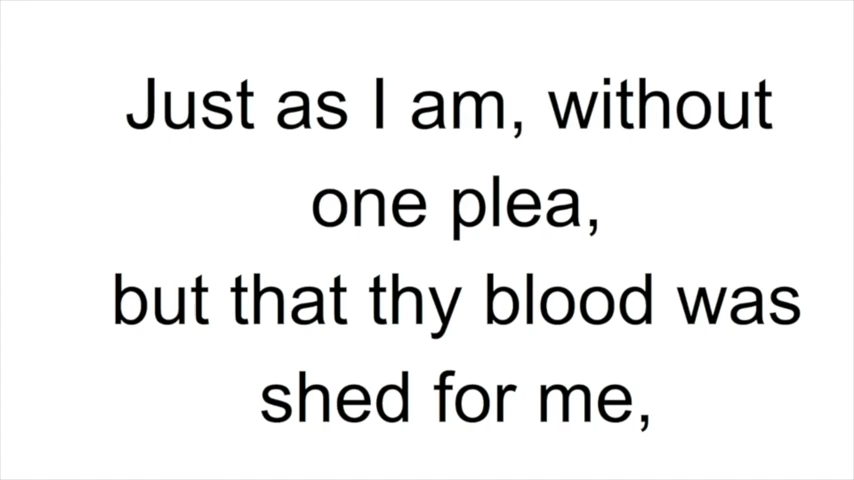 Just as I am, without
one plea,
but that thy blood was
shed for me,